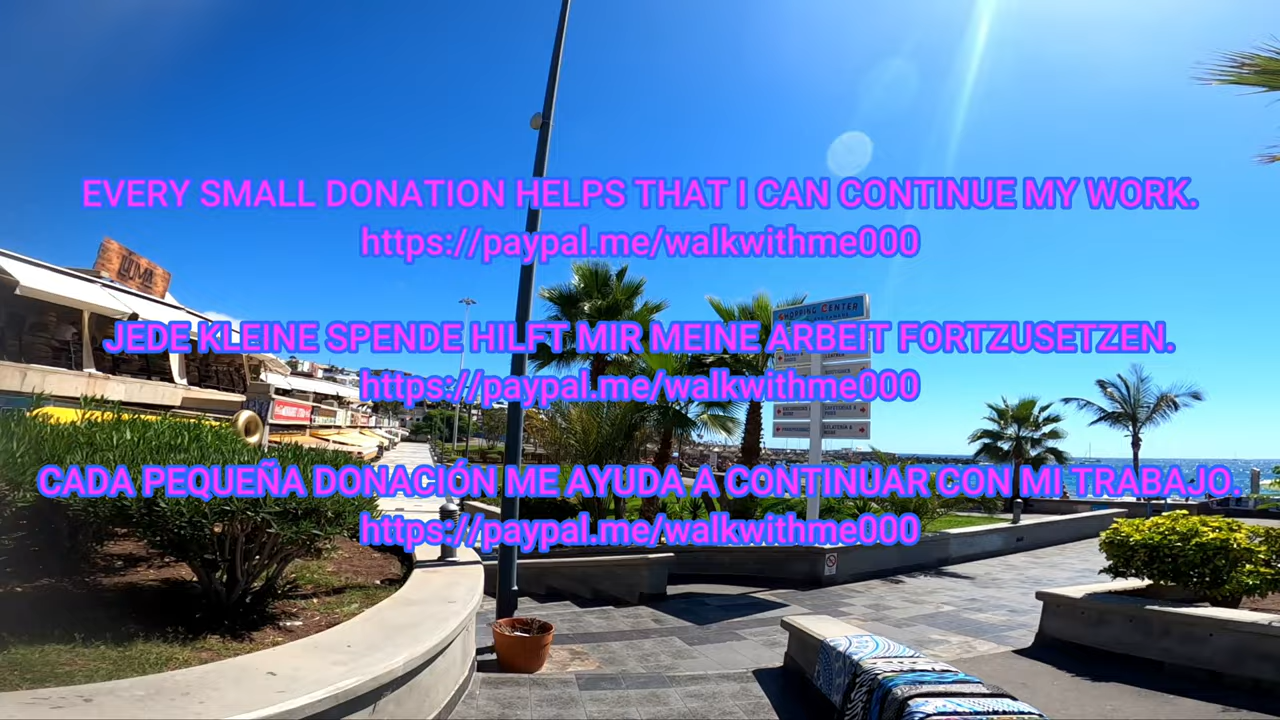 EVERY SMALL DONATION HELPS THAT I CAN CONTINUE MY WORK.
https://paypal.me/walkwithme000
LUMA
SHOPPING CENTER
JEDE KLEINE SPENDE HILFT MIR MEINE ARBEIT FORTZUSETZEN.
https://paypal.me/walkwithme000
CADA PEQUEÑA DONACIÓN ME AYUDA A CONTINUAR CON MI TRABAJO.
https://paypal.me/walkwithme000